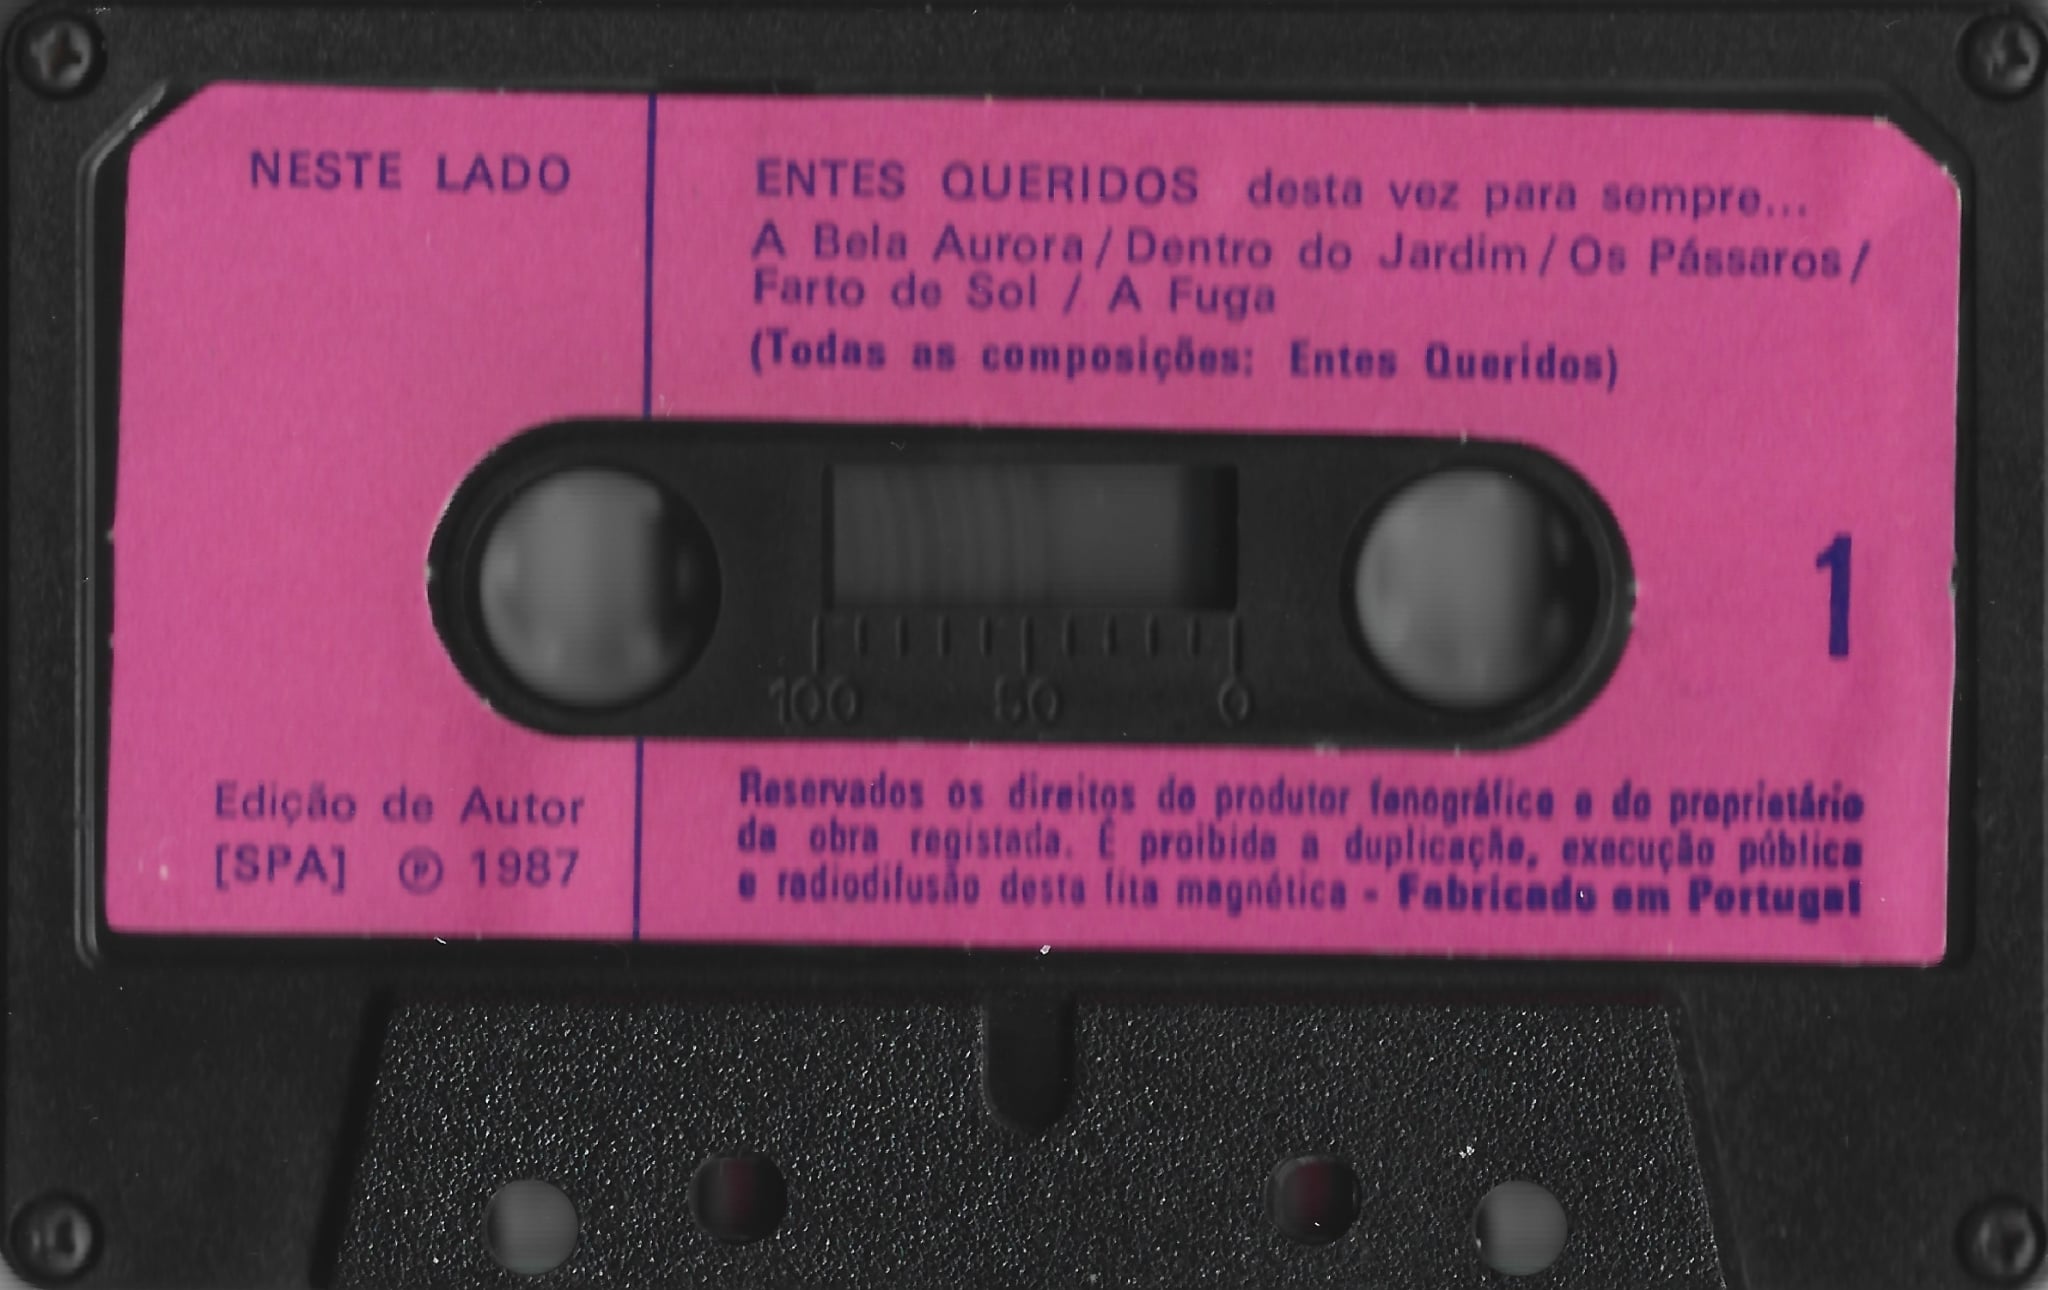 NESTE LADO
ENTES QUERIDOS desta vez para sempre...
A Bela Aurora / Dentro do Jardim / Os Pássaros /
Farto de Sol / A Fuga
(Todas as composições: Entes Queridos)
100 50 0
1
Edição de Autor
[SPA] ℗ 1987
Reservados os direitos do produtor fonográfico e do proprietário
da obra registada. É proibida a duplicação, execução pública
e radiodifusão desta fita magnética - Fabricado em Portugal